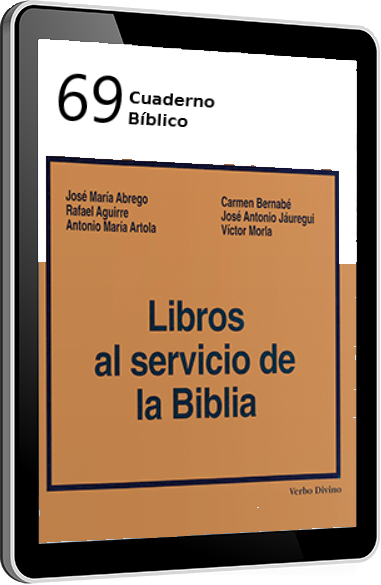 69 Cuaderno
Bíblico
José María Abrego
Rafael Aguirre
Antonio María Artola
Carmen Bernabé
José Antonio Jáuregui
Víctor Morla
Libros
al servicio de
la Biblia
Verbo Divino